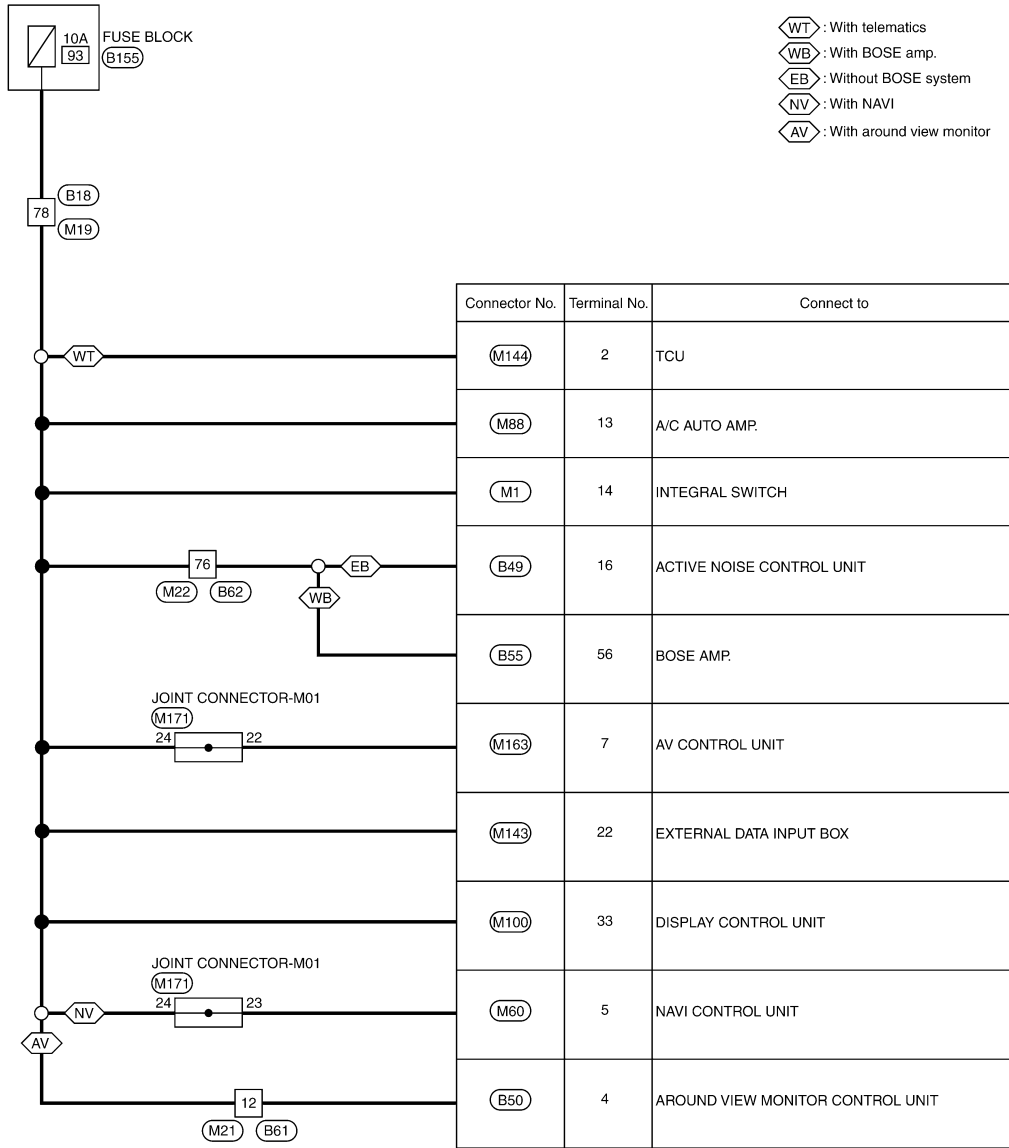 10A
93
FUSE BLOCK
B155
WT : With telematics
WB : With BOSE amp.
EB : Without BOSE system
NV : With NAVI
AV : With around view monitor
78
B18
M19
Connector No. Terminal No. Connect to
WT M144 2 TCU
M88 13 A/C AUTO AMP.
M1 14 INTEGRAL SWITCH
76 EB B49 16 ACTIVE NOISE CONTROL UNIT
M22 B62 WB
B55 56 BOSE AMP.
JOINT CONNECTOR-M01
M171
24 22 M163 7 AV CONTROL UNIT
M143 22 EXTERNAL DATA INPUT BOX
M100 33 DISPLAY CONTROL UNIT
JOINT CONNECTOR-M01
M171
NV 24 23 M60 5 NAVI CONTROL UNIT
AV
12 B50 4 AROUND VIEW MONITOR CONTROL UNIT
M21 B61